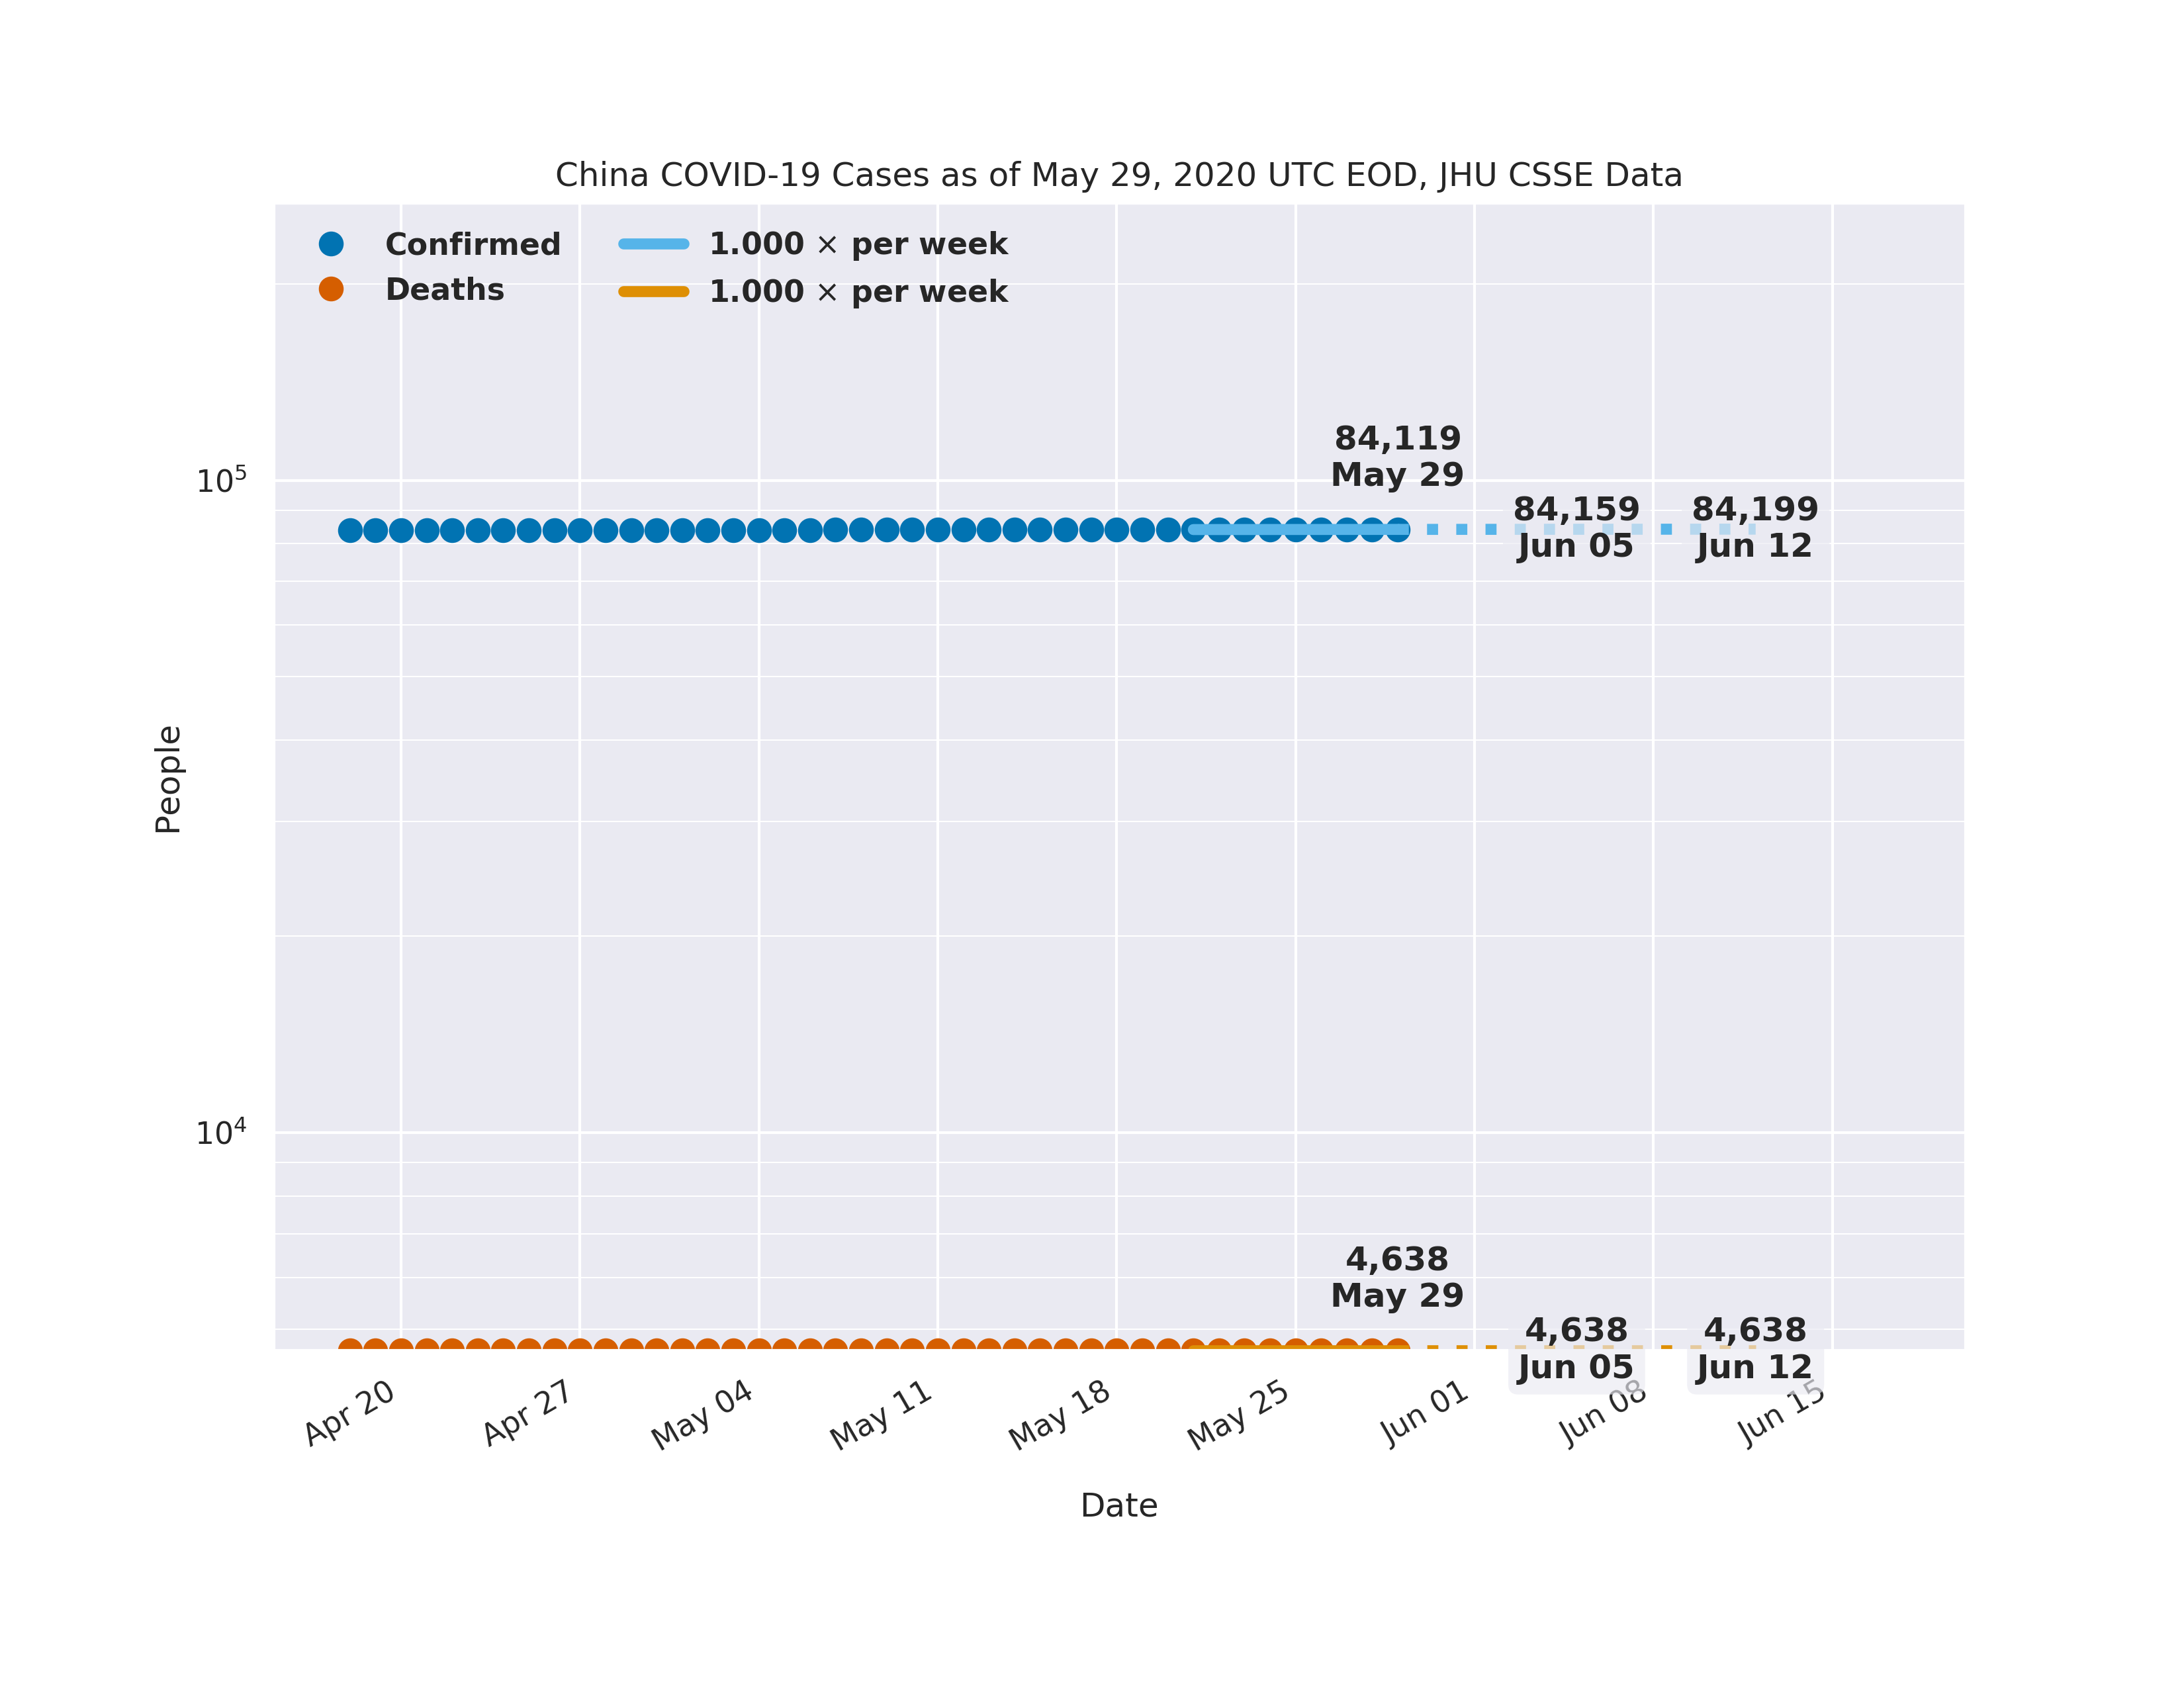 China COVID-19 Cases as of May 29, 2020 UTC EOD, JHU CSSE Data
Confirmed
Deaths
1.000 × per week
1.000 × per week
84,119
May 29
84,159
Jun 05
84,199
Jun 12
10⁵
People
10⁴
4,638
May 29
4,638
Jun 05
4,638
Jun 12
Apr 20
Apr 27
May 04
May 11
May 18
May 25
Jun 01
Jun 08
Jun 15
Date